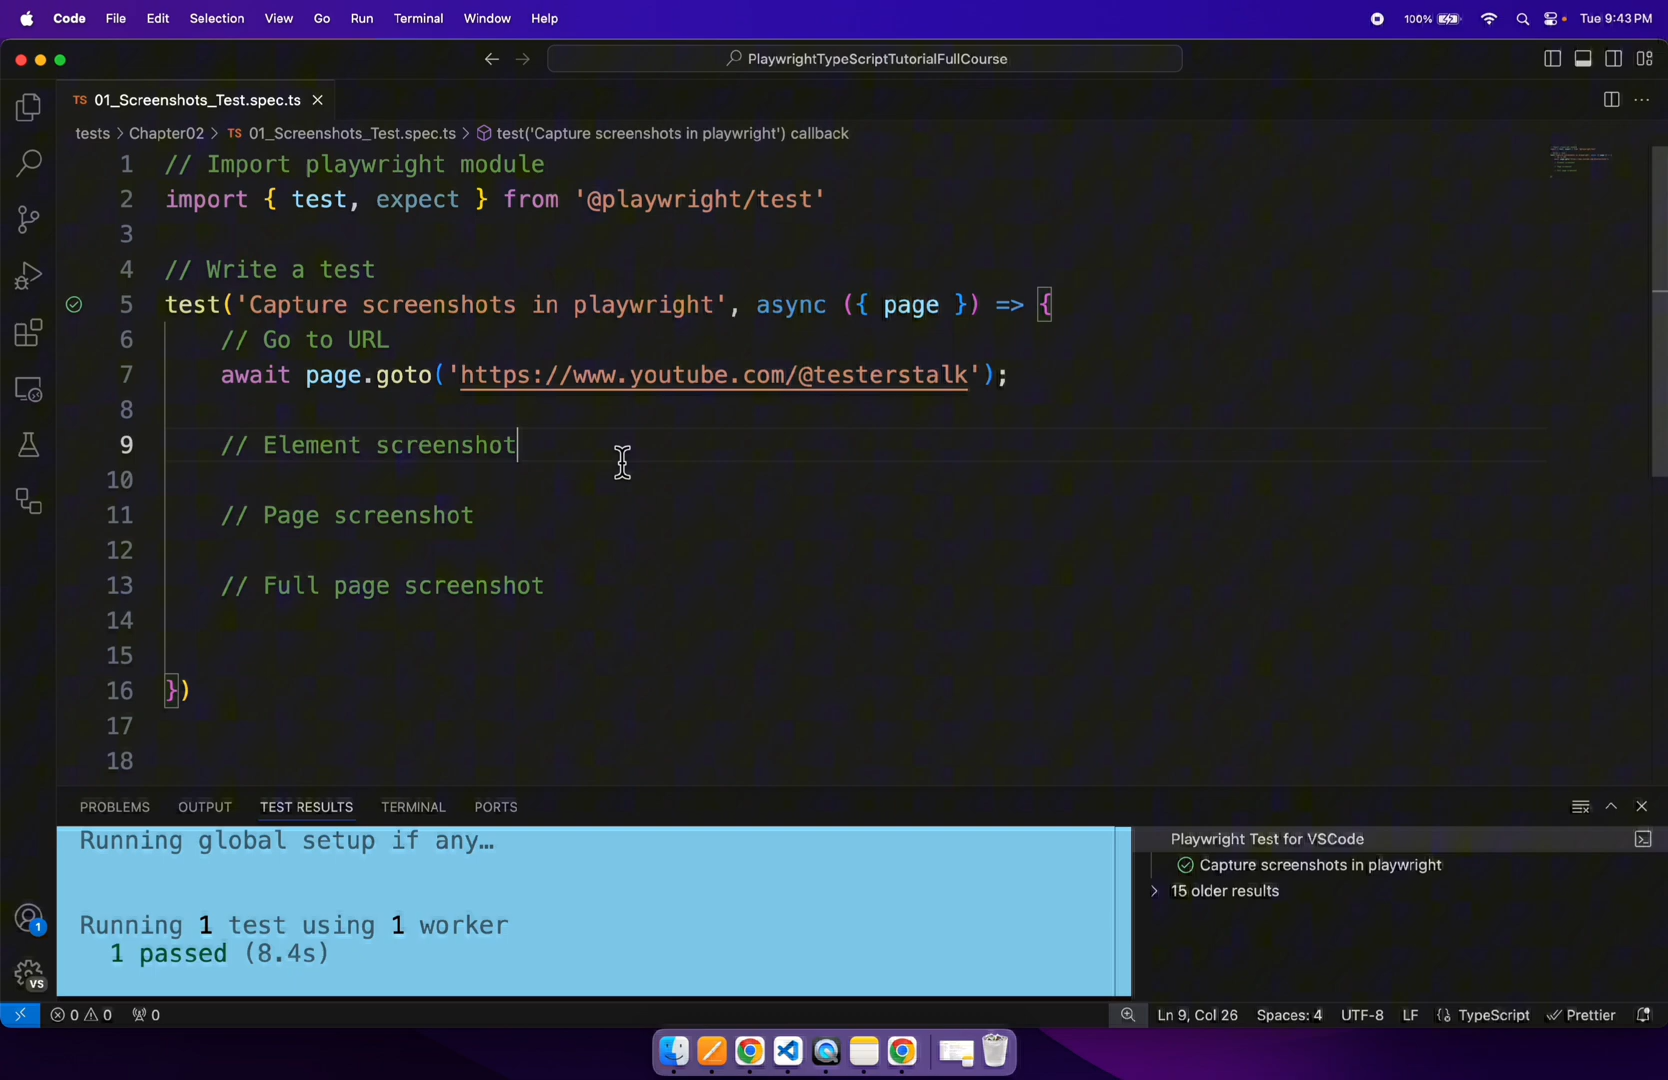 Code File Edit Selection View Go Run Terminal Window Help 100% Tue 9:43 PM
PlaywrightTypeScriptTutorialFullCourse
TS 01_Screenshots_Test.spec.ts
tests > Chapter02 > TS 01_Screenshots_Test.spec.ts > test('Capture screenshots in playwright') callback
1 // Import playwright module
2 import { test, expect } from '@playwright/test'
3
4 // Write a test
5 test('Capture screenshots in playwright', async ({ page }) => {
6 // Go to URL
7 await page.goto('https://www.youtube.com/@testerstalk');
8
9 // Element screenshot
10
11 // Page screenshot
12
13 // Full page screenshot
14
15
16 })
17
18
PROBLEMS OUTPUT TEST RESULTS TERMINAL PORTS
Running global setup if any…
Running 1 test using 1 worker
1 passed (8.4s)
Playwright Test for VSCode
Capture screenshots in playwright
15 older results
1
VS
0 0 0 Ln 9, Col 26 Spaces: 4 UTF-8 LF TypeScript Prettier